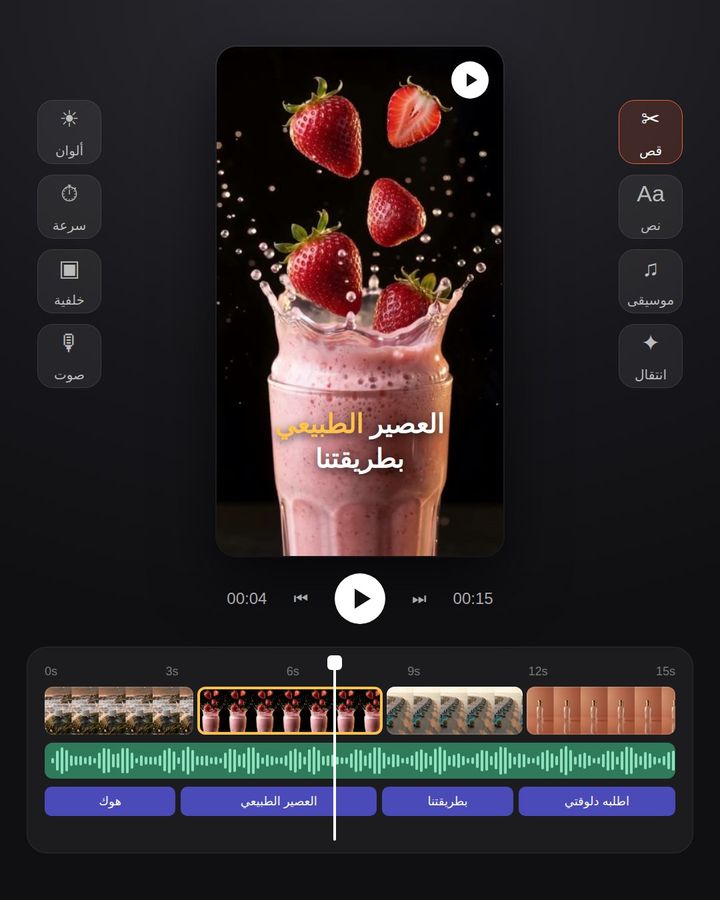 ألوان
سرعة
خلفية
صوت
قص
Aa
نص
موسيقى
انتقال
العصير الطبيعي
بطريقتنا
00:04
00:15
0s 3s 6s 9s 12s 15s
هوك
العصير الطبيعي
بطريقتنا
اطلبه دلوقتي